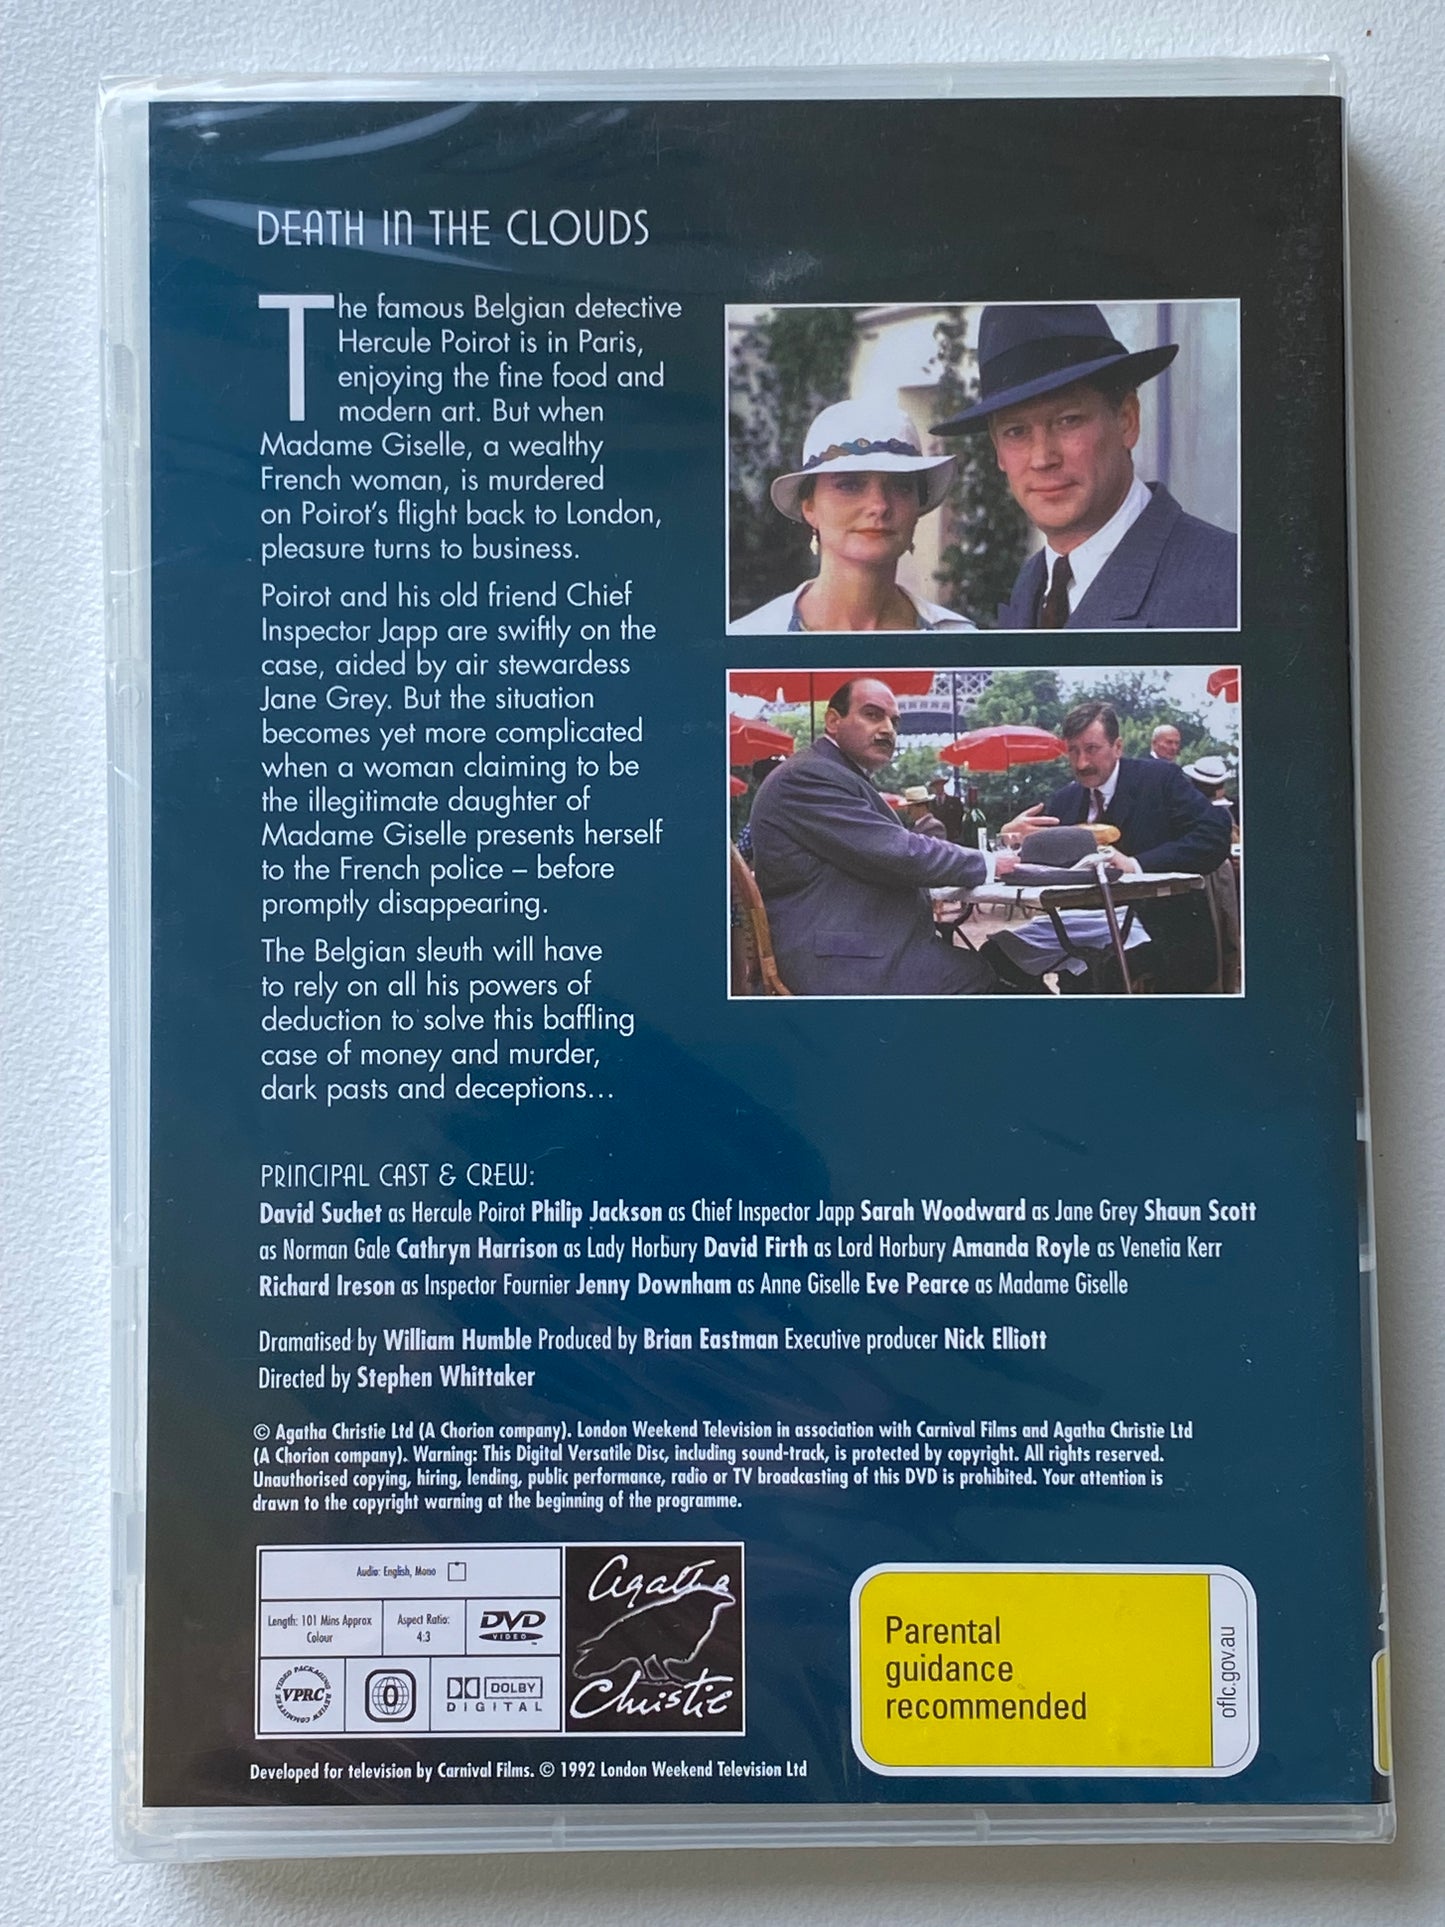 DEATH IN THE CLOUDS
The famous Belgian detective
Hercule Poirot is in Paris,
enjoying the fine food and
modern art. But when
Madame Giselle, a wealthy
French woman, is murdered
on Poirot's flight back to London,
pleasure turns to business.
Poirot and his old friend Chief
Inspector Japp are swiftly on the
case, aided by air stewardess
Jane Grey. But the situation
becomes yet more complicated
when a woman claiming to be
the illegitimate daughter of
Madame Giselle presents herself
to the French police – before
promptly disappearing.
The Belgian sleuth will have
to rely on all his powers of
deduction to solve this baffling
case of money and murder,
dark pasts and deceptions...
PRINCIPAL CAST & CREW:
David Suchet as Hercule Poirot Philip Jackson as Chief Inspector Japp Sarah Woodward as Jane Grey Shaun Scott
as Norman Gale Cathryn Harrison as Lady Horbury David Firth as Lord Horbury Amanda Royle as Venetia Kerr
Richard Ireson as Inspector Fournier Jenny Downham as Anne Giselle Eve Pearce as Madame Giselle
Dramatised by William Humble Produced by Brian Eastman Executive producer Nick Elliott
Directed by Stephen Whittaker
© Agatha Christie Ltd (A Chorion company). London Weekend Television in association with Carnival Films and Agatha Christie Ltd
(A Chorion company). Warning: This Digital Versatile Disc, including sound-track, is protected by copyright. All rights reserved.
Unauthorised copying, hiring, lending, public performance, radio or TV broadcasting of this DVD is prohibited. Your attention is
drawn to the copyright warning at the beginning of the programme.
Audio: English, Mono
Length: 101 Mins Approx
Colour
Aspect Ratio:
4:3
DVD
VIDEO
VIDEO PACKAGING REVIEW COMMITTEE
VPRC
0
DOLBY
DIGITAL
Agatha
Christie
Parental
guidance
recommended
oflc.gov.au
Developed for television by Carnival Films. © 1992 London Weekend Television Ltd